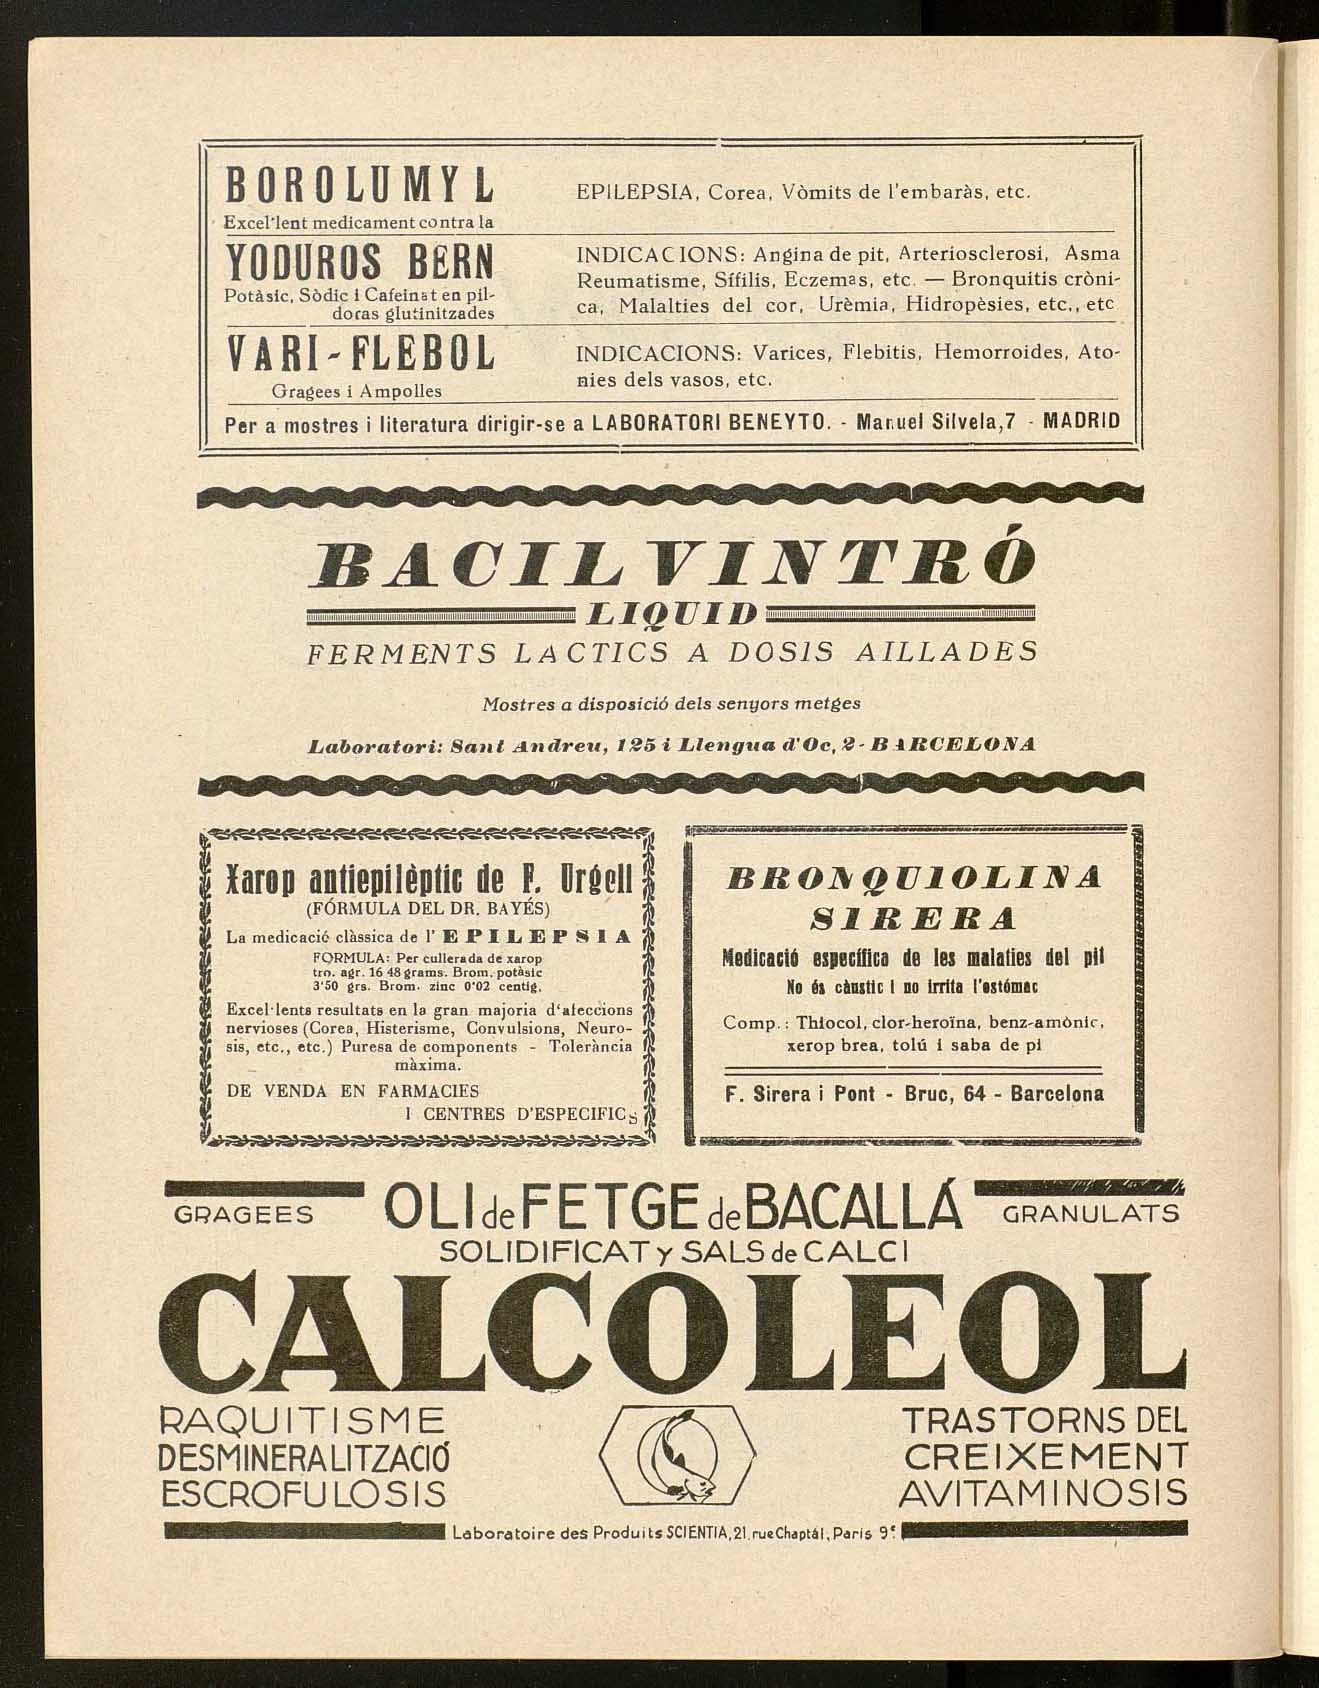 BOROLUMYL
Excel'lent medicament contra la
EPILEPSIA, Corea, Vòmits de l'embaràs, etc.
YODUROS BERN
Potàsic, Sòdic i Cafeinat en píl-
doras glutinitzades
INDICACIONS: Angina de pit, Arteriosclerosi, Asma
Reumatisme, Sífilis, Eczemas, etc. — Bronquitis cròni-
ca, Malalties del cor, Urèmia, Hidropèsies, etc., etc
VARI-FLEBOL
Gragees i Ampolles
INDICACIONS: Varices, Flebitis, Hemorroides, Ato-
nies dels vasos, etc.
Per a mostres i literatura dirigir-se a LABORATORI BENEYTO. - Manuel Silvela,7 - MADRID
BACILVINTRÓ
LIQUID
FERMENTS LACTICS A DOSIS AILLADES
Mostres a disposició dels senyors metges
Laboratori: Sant Andreu, 125 i Llengua d'Oc, 2 - BARCELONA
Xarop antiepilèptic de F. Urgell
(FÓRMULA DEL DR. BAYÉS)
La medicació clàssica de l' EPILEPSIA
FORMULA: Per cullerada de xarop
tro. agr. 16 48 grams. Brom. potàsic
3'50 grs. Brom. zinc 0'02 centig.
Excel·lents resultats en la gran majoria d'afeccions
nervioses (Corea, Histerisme, Convulsions, Neuro-
sis, etc., etc.) Puresa de components - Tolerància
màxima.
DE VENDA EN FARMACIES
I CENTRES D'ESPECIFICS
BRONQUIOLINA
SIRERA
Medicació específica de les malaties del pit
No és càustic i no irrita l'estómac
Comp.: Thiocol, clor-heroïna, benz-amònic,
xerop brea, tolú i saba de pi
F. Sirera i Pont - Bruc, 64 - Barcelona
GRAGEES
OLI de FETGE de BACALLÁ
GRANULATS
SOLIDIFICAT y SALS de CALCI
CALCOLEOL
RAQUITISME
DESMINERALITZACIÓ
ESCROFULOSIS
TRASTORNS DEL
CREIXEMENT
AVITAMINOSIS
Laboratoire des Produits SCIENTIA, 21, rue Chaptál, Paris 9e.